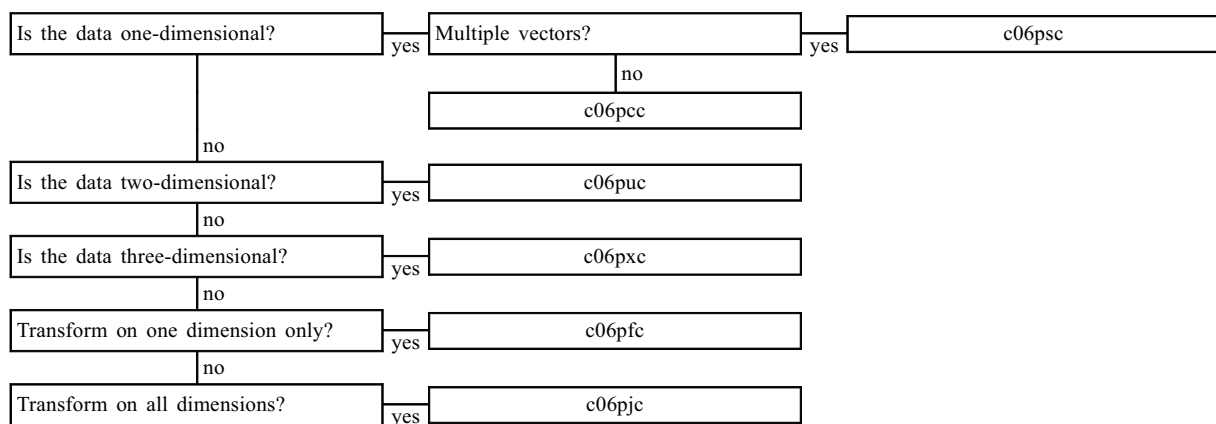 Is the data one-dimensional?
yes
Multiple vectors?
yes
c06psc
no
c06pcc
no
Is the data two-dimensional?
yes
c06puc
no
Is the data three-dimensional?
yes
c06pxc
no
Transform on one dimension only?
yes
c06pfc
no
Transform on all dimensions?
yes
c06pjc